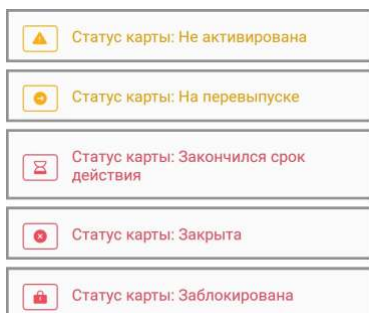 Статус карты: Не активирована
Статус карты: На перевыпуске
Статус карты: Закончился срок
действия
Статус карты: Закрыта
Статус карты: Заблокирована